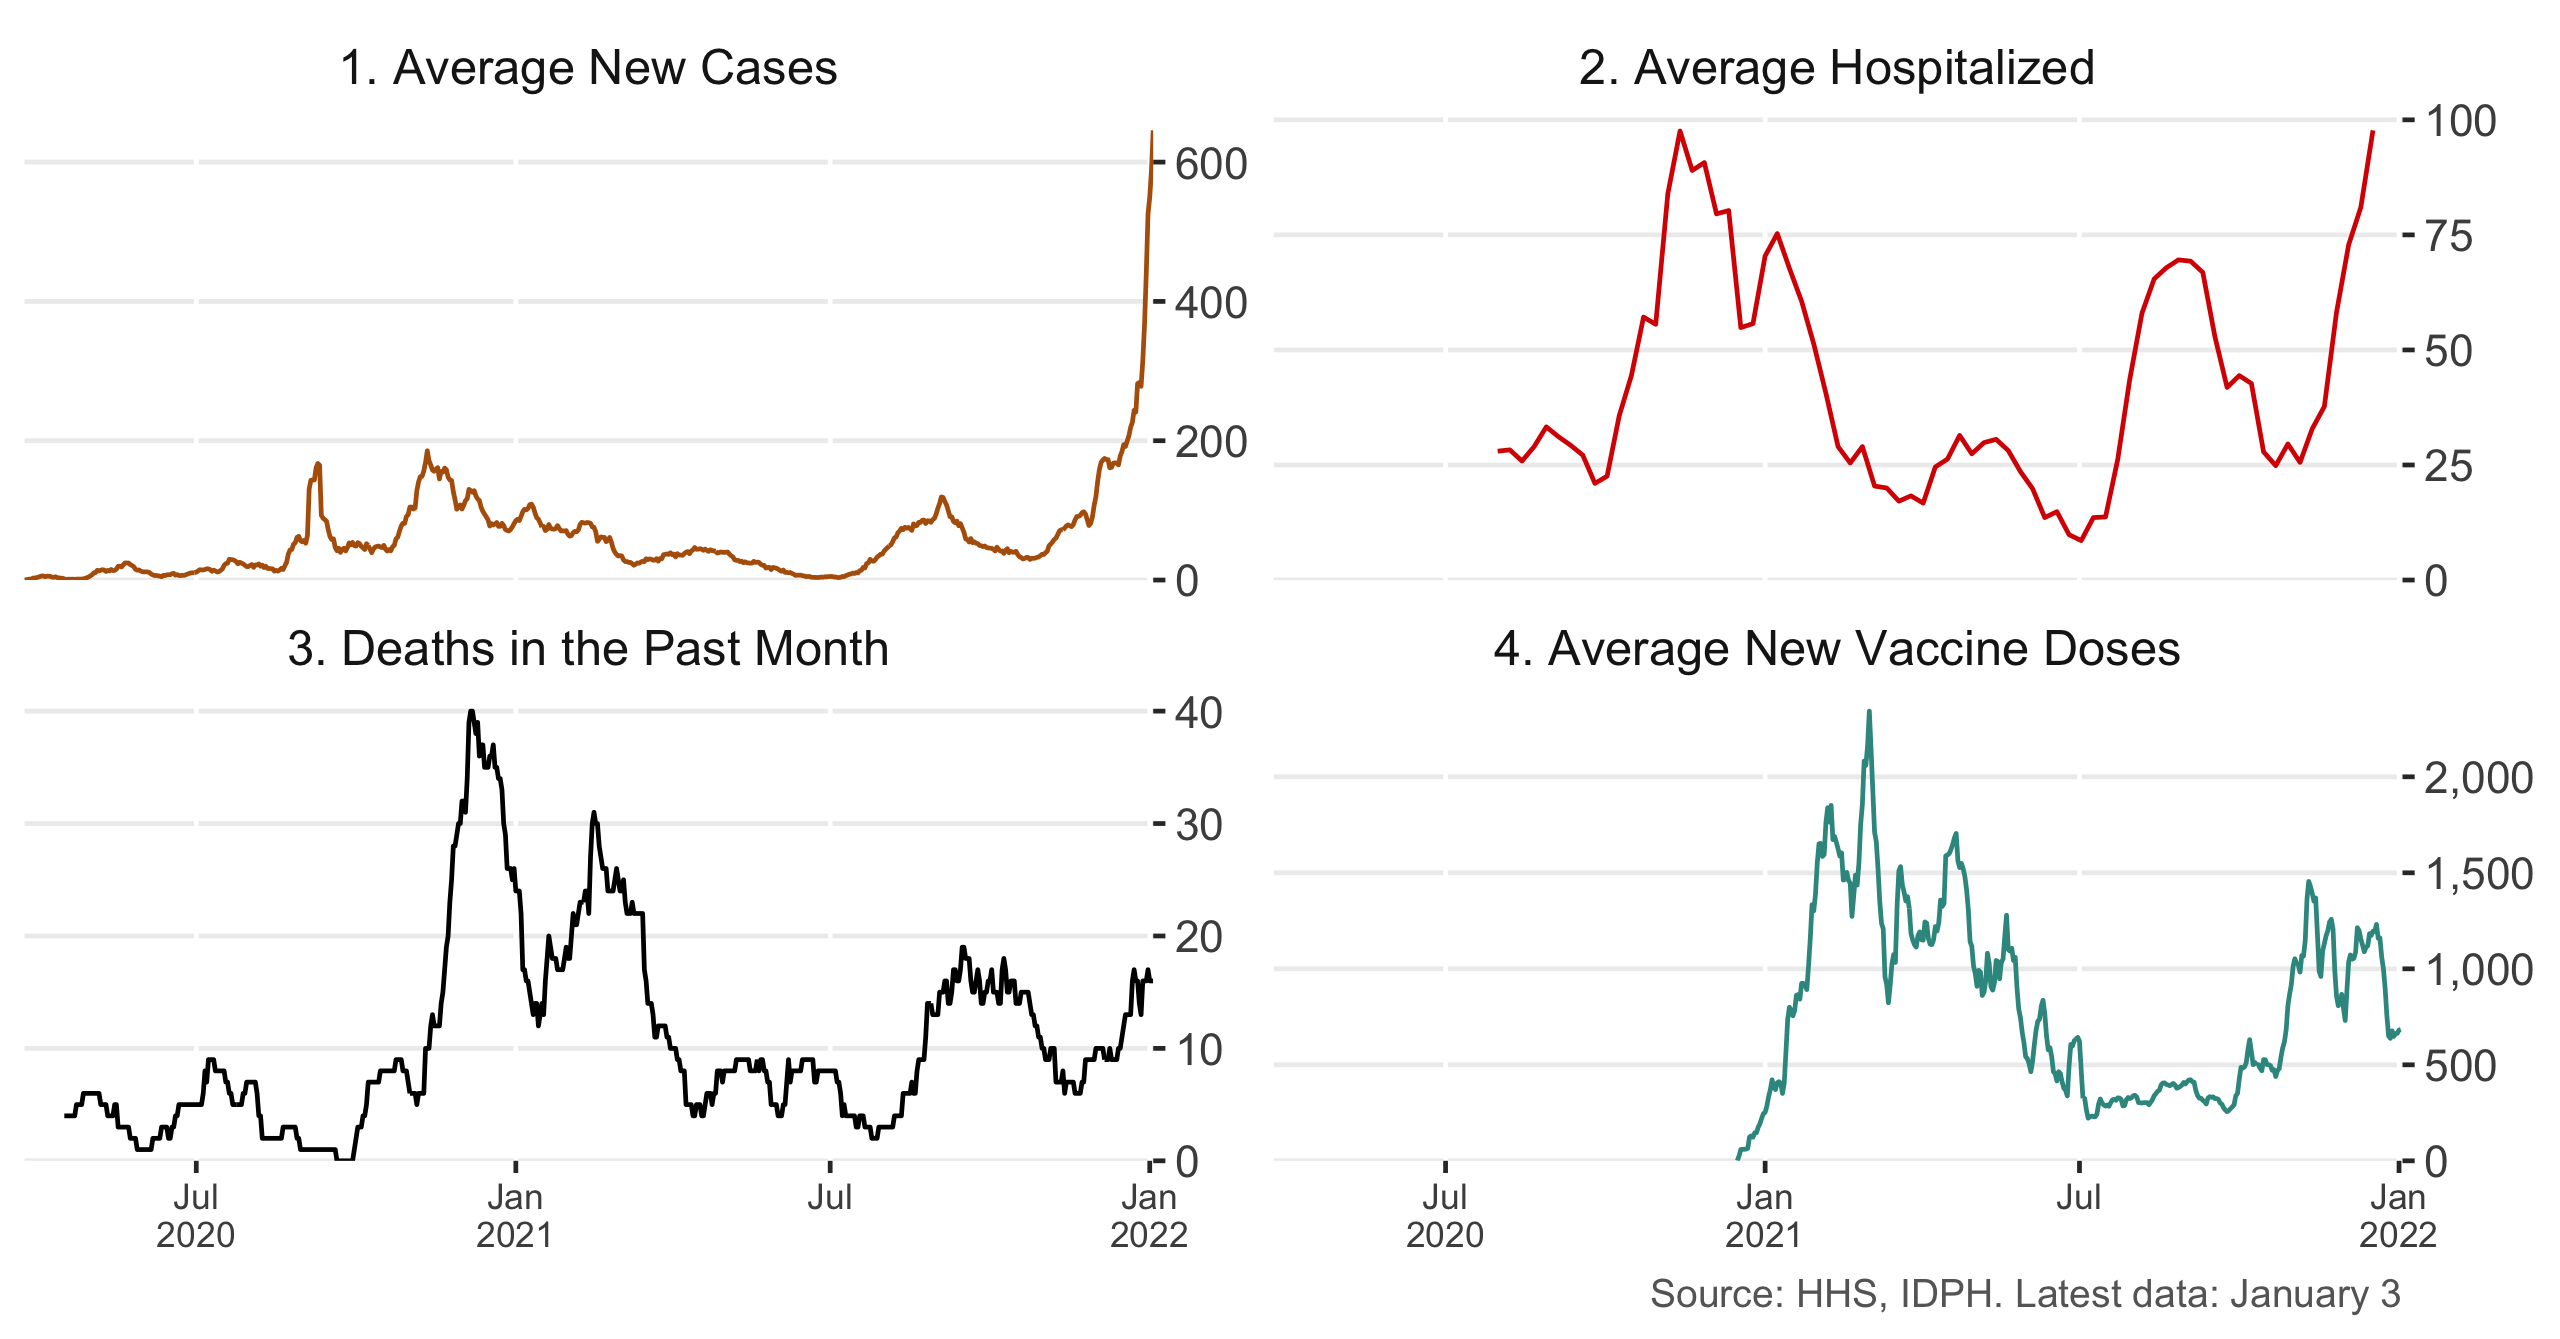 1. Average New Cases
600
400
200
0
2. Average Hospitalized
100
75
50
25
0
3. Deaths in the Past Month
40
30
20
10
0
Jul
2020
Jan
2021
Jul
Jan
2022
4. Average New Vaccine Doses
2,000
1,500
1,000
500
0
Jul
2020
Jan
2021
Jul
Jan
2022
Source: HHS, IDPH. Latest data: January 3